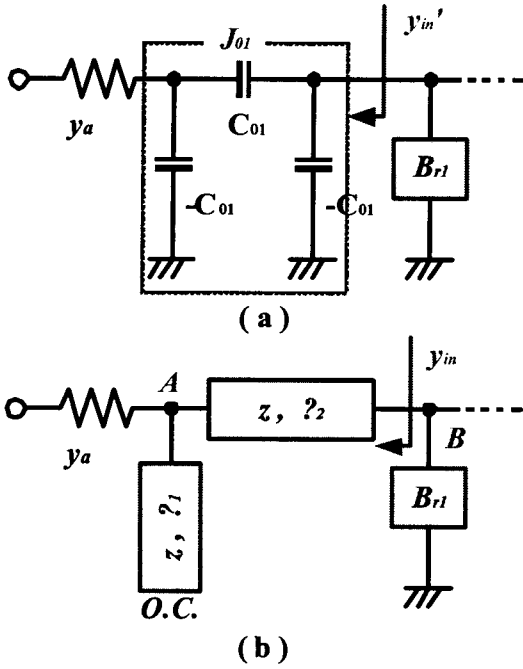 J01
yin'
ya
C01
Br1
-C01
-C01
( a )
yin
A
z , ?2
B
ya
z , ?1
Br1
O.C.
( b )